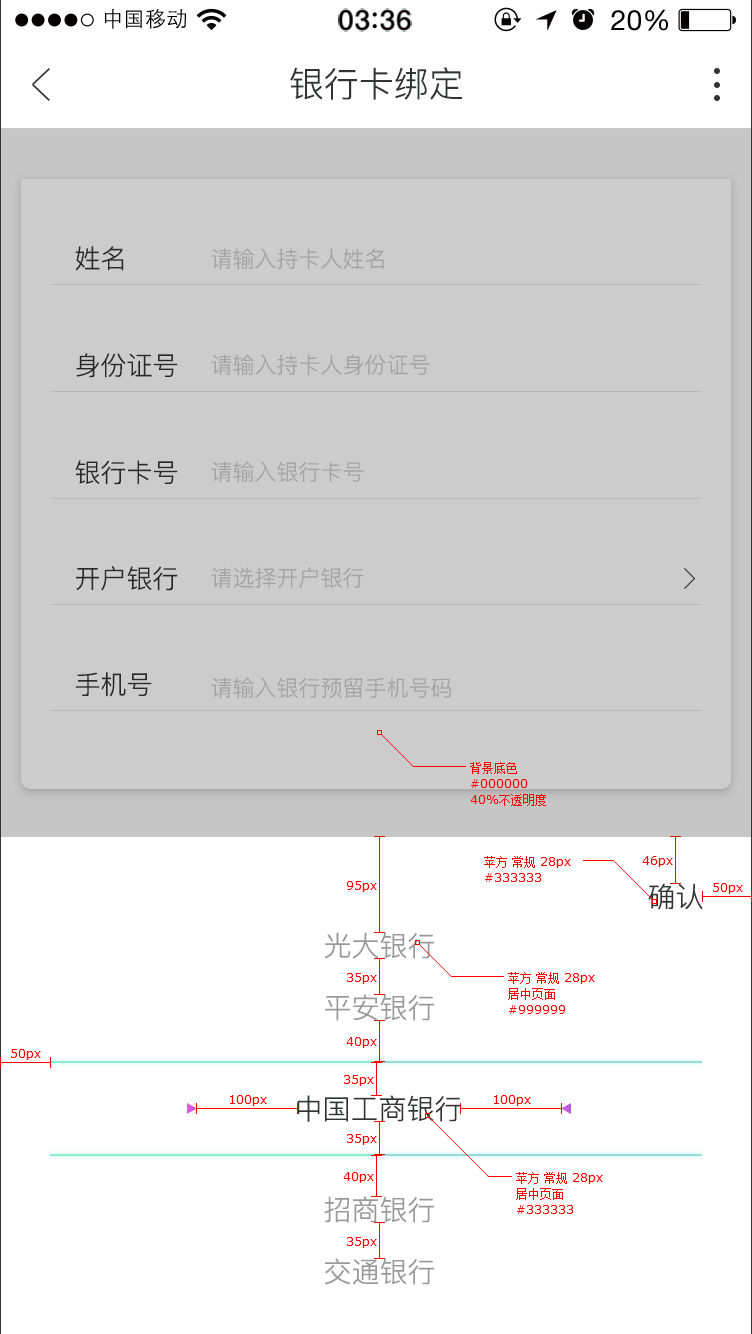 中国移动 03:36 20%
银行卡绑定
姓名 请输入持卡人姓名
身份证号 请输入持卡人身份证号
银行卡号 请输入银行卡号
开户银行 请选择开户银行
手机号 请输入银行预留手机号码
背景底色
#000000
40%不透明度
46px
苹方 常规 28px
#333333
95px
50px
确认
光大银行
35px
苹方 常规 28px
居中页面
#999999
平安银行
40px
50px
35px
100px
中国工商银行
100px
35px
40px
苹方 常规 28px
居中页面
#333333
招商银行
35px
交通银行